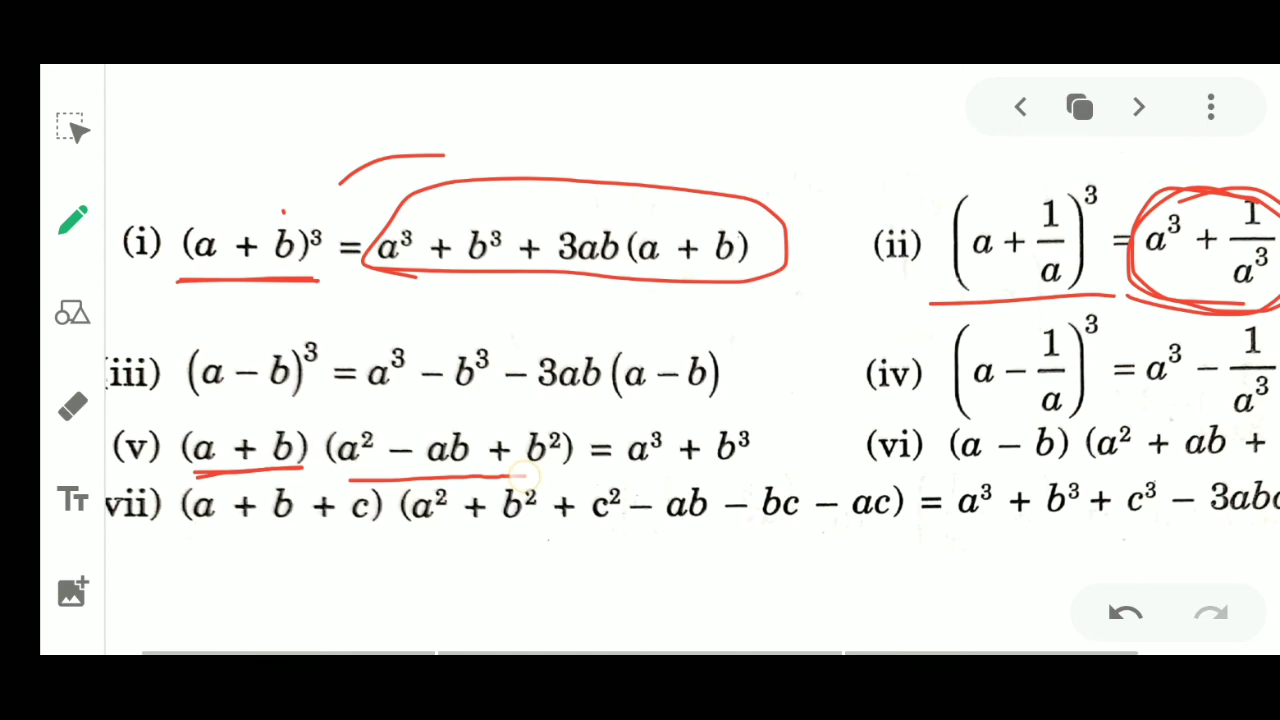 (i) (a + b)³ = a³ + b³ + 3ab (a + b) (ii) (a + 1/a)³ = a³ + 1/a³
iii) (a − b)³ = a³ − b³ − 3ab (a − b) (iv) (a − 1/a)³ = a³ − 1/a³
(v) (a + b) (a² − ab + b²) = a³ + b³ (vi) (a − b) (a² + ab +
vii) (a + b + c) (a² + b² + c² − ab − bc − ac) = a³ + b³ + c³ − 3abc
TT